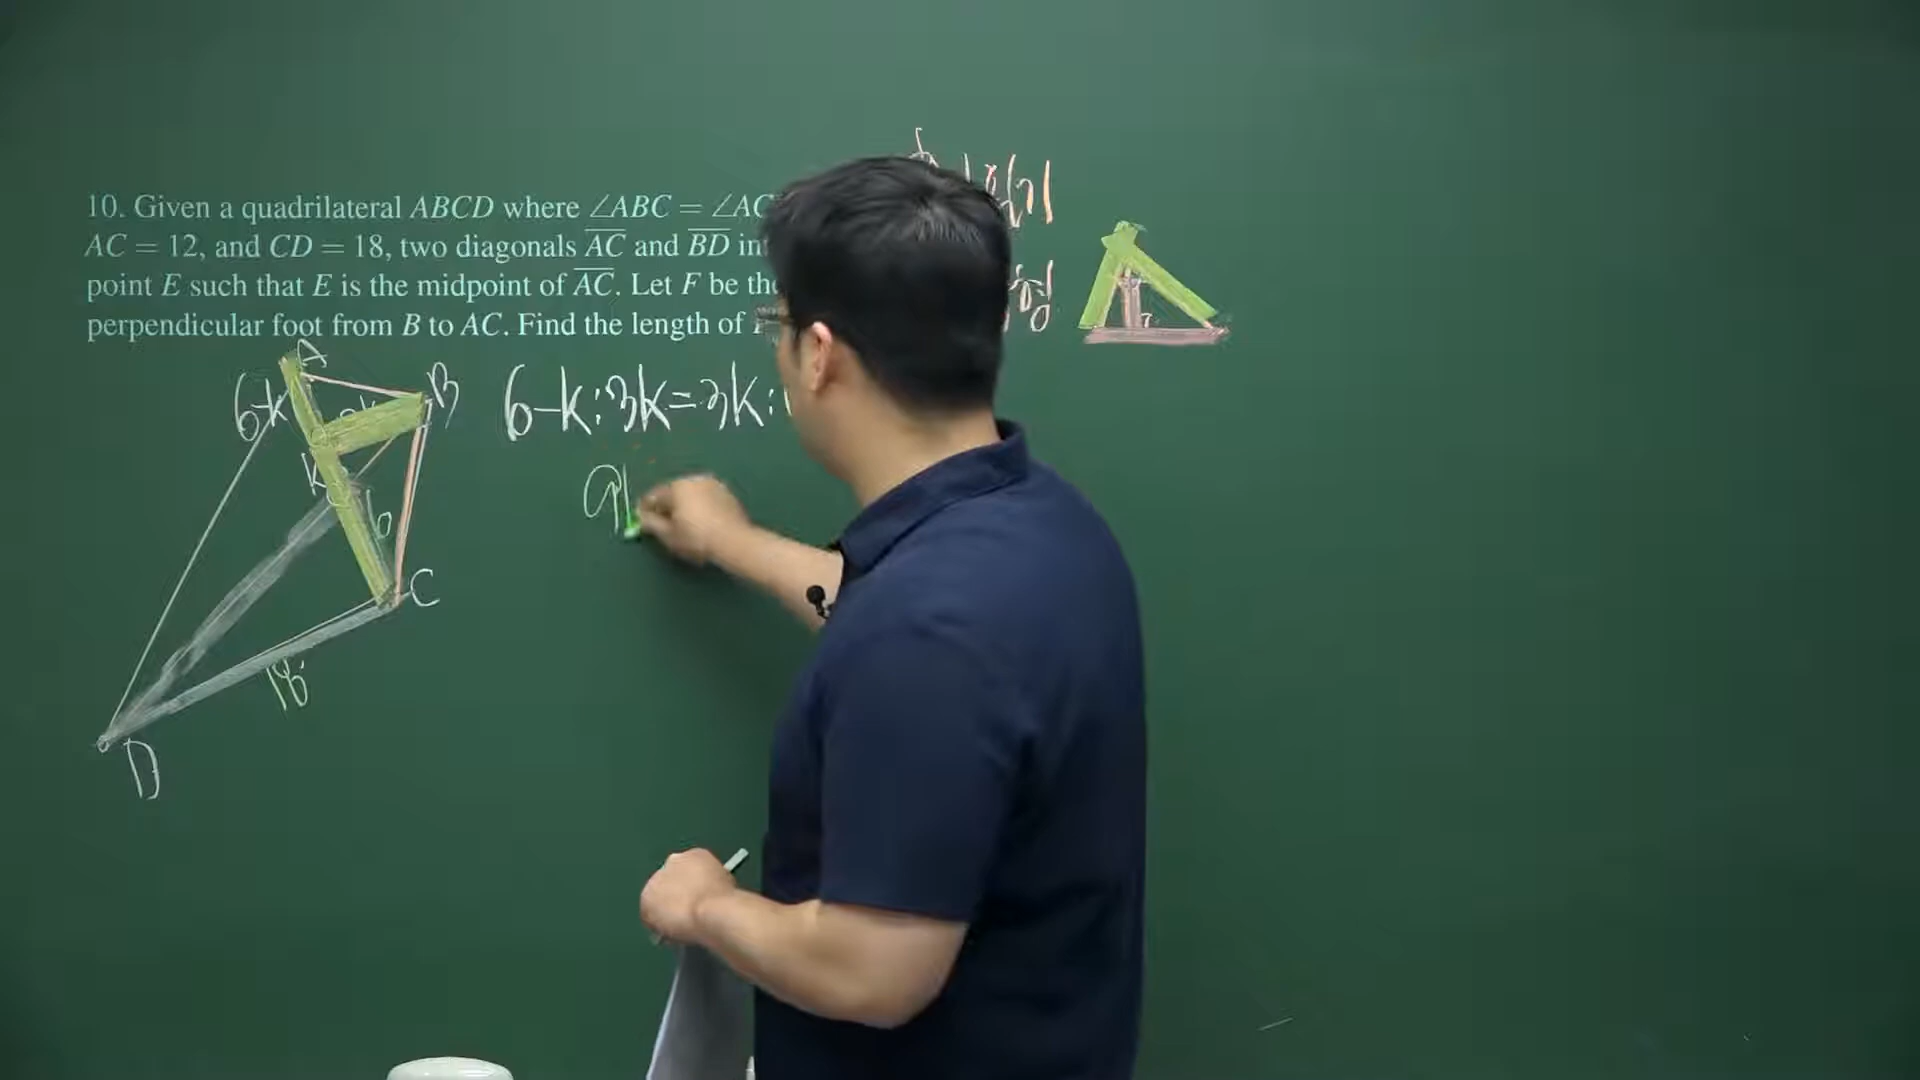 10. Given a quadrilateral ABCD where ∠ABC = ∠AC
AC = 12, and CD = 18, two diagonals AC and BD in
point E such that E is the midpoint of AC. Let F be the
perpendicular foot from B to AC. Find the length of
A
B
6-k
6-k:3k=3k:
k
6
9
C
18
D